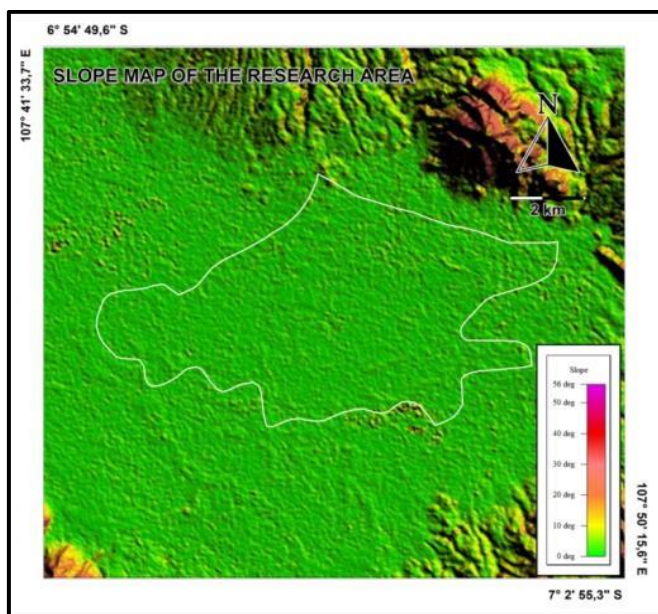 6° 54' 49,6" S
107° 41' 33,7" E
SLOPE MAP OF THE RESEARCH AREA
N
2 km
Slope
56 deg
50 deg
40 deg
30 deg
20 deg
10 deg
0 deg
107° 50' 15,6" E
7° 2' 55,3" S